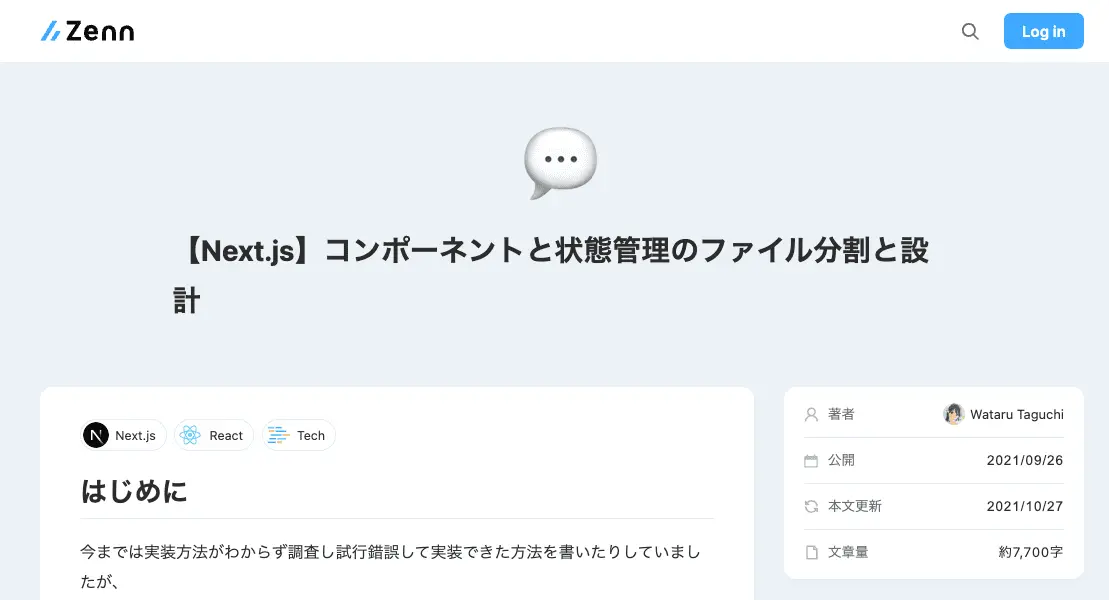 Zenn
Log in
【Next.js】コンポーネントと状態管理のファイル分割と設
計
Next.js
React
Tech
はじめに
今までは実装方法がわからず調査し試行錯誤して実装できた方法を書いたりしていまし
たが、
著者 Wataru Taguchi
公開 2021/09/26
本文更新 2021/10/27
文章量 約7,700字